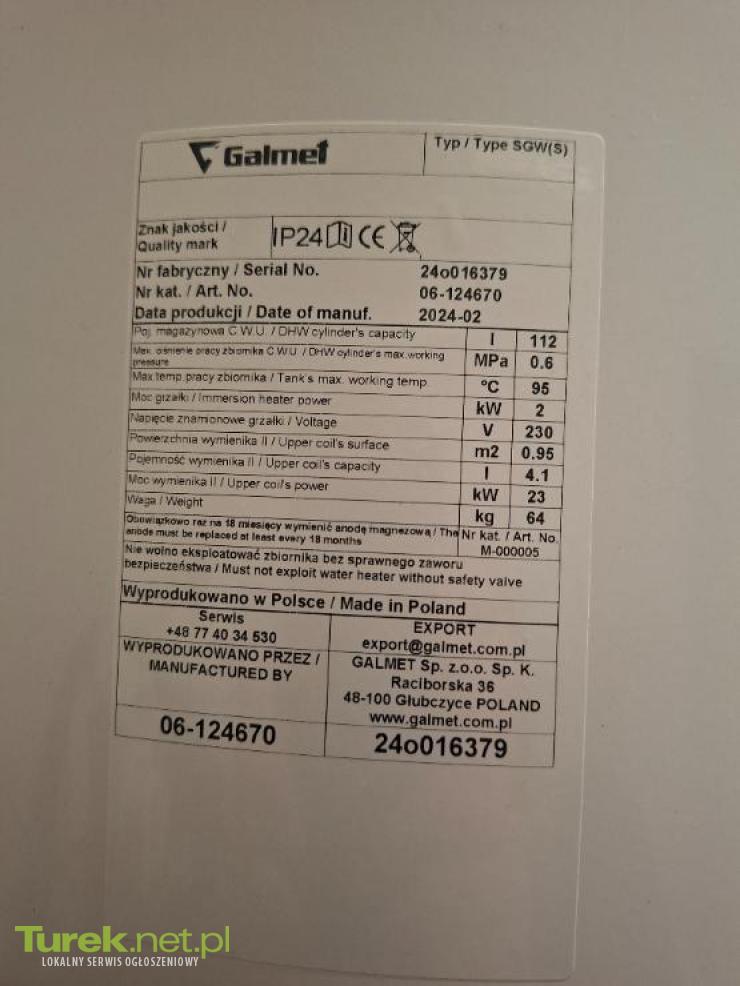 Galmet
Typ / Type SGW(S)
Znak jakości /
Quality mark
IP24 CE
Nr fabryczny / Serial No. 24o016379
Nr kat. / Art. No. 06-124670
Data produkcji / Date of manuf. 2024-02
Poj. magazynowa C.W.U. / DHW cylinder's capacity l 112
Max. ciśnienie pracy zbiornika C.W.U. / DHW cylinder's max. working
pressure MPa 0.6
Max.temp.pracy zbiornika / Tank's max. working temp. ºC 95
Moc grzałki / Immersion heater power kW 2
Napięcie znamionowe grzałki / Voltage V 230
Powierzchnia wymienika II / Upper coil's surface m2 0.95
Pojemność wymienika II / Upper coil's capacity l 4.1
Moc wymienika II / Upper coil's power kW 23
Waga / Weight kg 64
Obowiązkowo raz na 18 miesięcy wymienić anodę magnezową / The
anode must be replaced at least every 18 months
Nr kat. / Art. No.
M-000005
Nie wolno eksploatować zbiornika bez sprawnego zaworu
bezpieczeństwa / Must not exploit water heater without safety valve
Wyprodukowano w Polsce / Made in Poland
Serwis
+48 77 40 34 530
EXPORT
export@galmet.com.pl
WYPRODUKOWANO PRZEZ /
MANUFACTURED BY
GALMET Sp. z.o.o. Sp. K.
Raciborska 36
48-100 Głubczyce POLAND
www.galmet.com.pl
06-124670
24o016379
Turek.net.pl
LOKALNY SERWIS OGŁOSZENIOWY